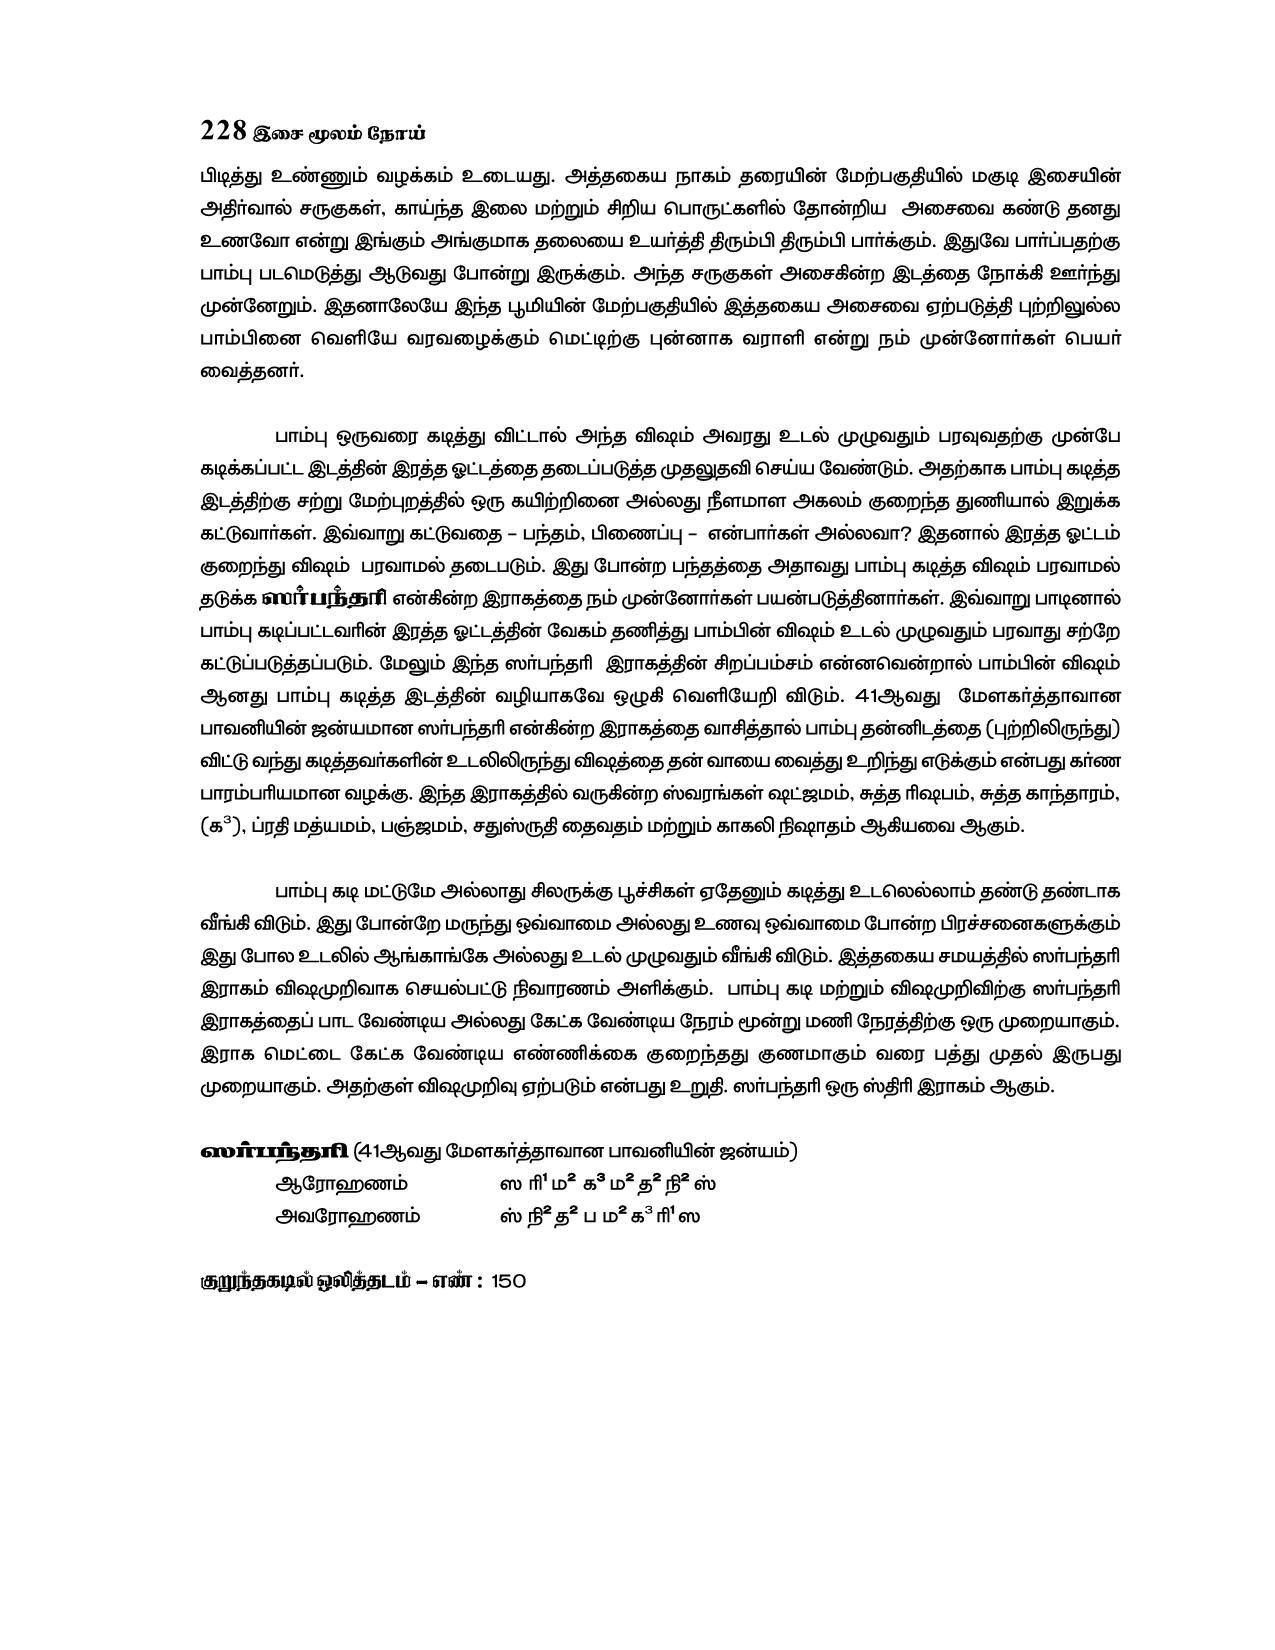 228 இசை மூலம் நோய்
பிடித்து உண்ணும் வழக்கம் உடையது. அத்தகைய நாகம் தரையின் மேற்பகுதியில் மகுடி இசையின்
அதிர்வால் சருகுகள், காய்ந்த இலை மற்றும் சிறிய பொருட்களில் தோன்றிய அசைவை கண்டு தனது
உணவோ என்று இங்கும் அங்குமாக தலையை உயர்த்தி திரும்பி திரும்பி பார்க்கும். இதுவே பார்ப்பதற்கு
பாம்பு படமெடுத்து ஆடுவது போன்று இருக்கும். அந்த சருகுகள் அசைகின்ற இடத்தை நோக்கி ஊர்ந்து
முன்னேறும். இதனாலேயே இந்த பூமியின் மேற்பகுதியில் இத்தகைய அசைவை ஏற்படுத்தி புற்றிலுல்ல
பாம்பினை வெளியே வரவழைக்கும் மெட்டிற்கு புன்னாக வராளி என்று நம் முன்னோர்கள் பெயர்
வைத்தனர்.
பாம்பு ஒருவரை கடித்து விட்டால் அந்த விஷம் அவரது உடல் முழுவதும் பரவுவதற்கு முன்பே
கடிக்கப்பட்ட இடத்தின் இரத்த ஓட்டத்தை தடைப்படுத்த முதலுதவி செய்ய வேண்டும். அதற்காக பாம்பு கடித்த
இடத்திற்கு சற்று மேற்புறத்தில் ஒரு கயிற்றினை அல்லது நீளமாள அகலம் குறைந்த துணியால் இறுக்க
கட்டுவார்கள். இவ்வாறு கட்டுவதை – பந்தம், பிணைப்பு – என்பார்கள் அல்லவா? இதனால் இரத்த ஓட்டம்
குறைந்து விஷம் பரவாமல் தடைபடும். இது போன்ற பந்தத்தை அதாவது பாம்பு கடித்த விஷம் பரவாமல்
தடுக்க ஸர்பந்தரி என்கின்ற இராகத்தை நம் முன்னோர்கள் பயன்படுத்தினார்கள். இவ்வாறு பாடினால்
பாம்பு கடிப்பட்டவரின் இரத்த ஓட்டத்தின் வேகம் தணித்து பாம்பின் விஷம் உடல் முழுவதும் பரவாது சற்றே
கட்டுப்படுத்தப்படும். மேலும் இந்த ஸர்பந்தரி இராகத்தின் சிறப்பம்சம் என்னவென்றால் பாம்பின் விஷம்
ஆனது பாம்பு கடித்த இடத்தின் வழியாகவே ஒழுகி வெளியேறி விடும். 41ஆவது மேளகர்த்தாவான
பாவனியின் ஜன்யமான ஸர்பந்தரி என்கின்ற இராகத்தை வாசித்தால் பாம்பு தன்னிடத்தை (புற்றிலிருந்து)
விட்டு வந்து கடித்தவர்களின் உடலிலிருந்து விஷத்தை தன் வாயை வைத்து உறிந்து எடுக்கும் என்பது கர்ண
பாரம்பரியமான வழக்கு. இந்த இராகத்தில் வருகின்ற ஸ்வரங்கள் ஷட்ஜமம், சுத்த ரிஷபம், சுத்த காந்தாரம்,
(க³), ப்ரதி மத்யமம், பஞ்ஜமம், சதுஸ்ருதி தைவதம் மற்றும் காகலி நிஷாதம் ஆகியவை ஆகும்.
பாம்பு கடி மட்டுமே அல்லாது சிலருக்கு பூச்சிகள் ஏதேனும் கடித்து உடலெல்லாம் தண்டு தண்டாக
வீங்கி விடும். இது போன்றே மருந்து ஒவ்வாமை அல்லது உணவு ஒவ்வாமை போன்ற பிரச்சனைகளுக்கும்
இது போல உடலில் ஆங்காங்கே அல்லது உடல் முழுவதும் வீங்கி விடும். இத்தகைய சமயத்தில் ஸர்பந்தரி
இராகம் விஷமுறிவாக செயல்பட்டு நிவாரணம் அளிக்கும். பாம்பு கடி மற்றும் விஷமுறிவிற்கு ஸர்பந்தரி
இராகத்தைப் பாட வேண்டிய அல்லது கேட்க வேண்டிய நேரம் மூன்று மணி நேரத்திற்கு ஒரு முறையாகும்.
இராக மெட்டை கேட்க வேண்டிய எண்ணிக்கை குறைந்தது குணமாகும் வரை பத்து முதல் இருபது
முறையாகும். அதற்குள் விஷமுறிவு ஏற்படும் என்பது உறுதி. ஸர்பந்தரி ஒரு ஸ்திரி இராகம் ஆகும்.
ஸர்பந்தரி (41ஆவது மேளகர்த்தாவான பாவனியின் ஜன்யம்)
ஆரோஹணம் ஸ ரி¹ ம² க³ ம² த² நி² ஸ்
அவரோஹணம் ஸ் நி² த² ப ம² க³ ரி¹ ஸ
குறுந்தகடில் ஒலித்தடம் – எண் : 150